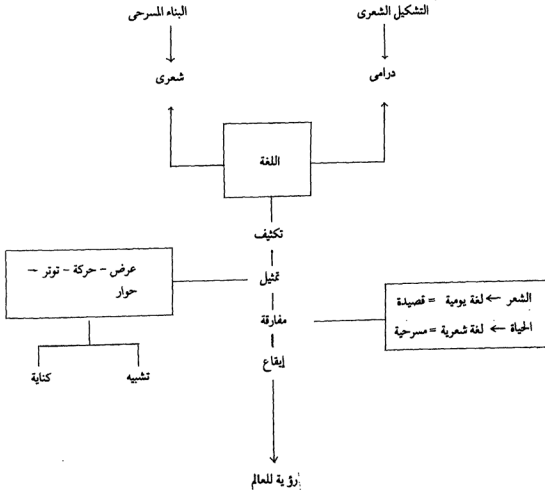 التشكيل الشعرى
البناء المسرحى
درامى
شعرى
اللغة
تكثيف
تمثيل
عرض - حركة - توتر -
حوار
مفارقة
الشعر ← لغة يومية = قصيدة
الحياة ← لغة شعرية = مسرحية
إيقاع
تشبيه
كناية
رؤية للعالم